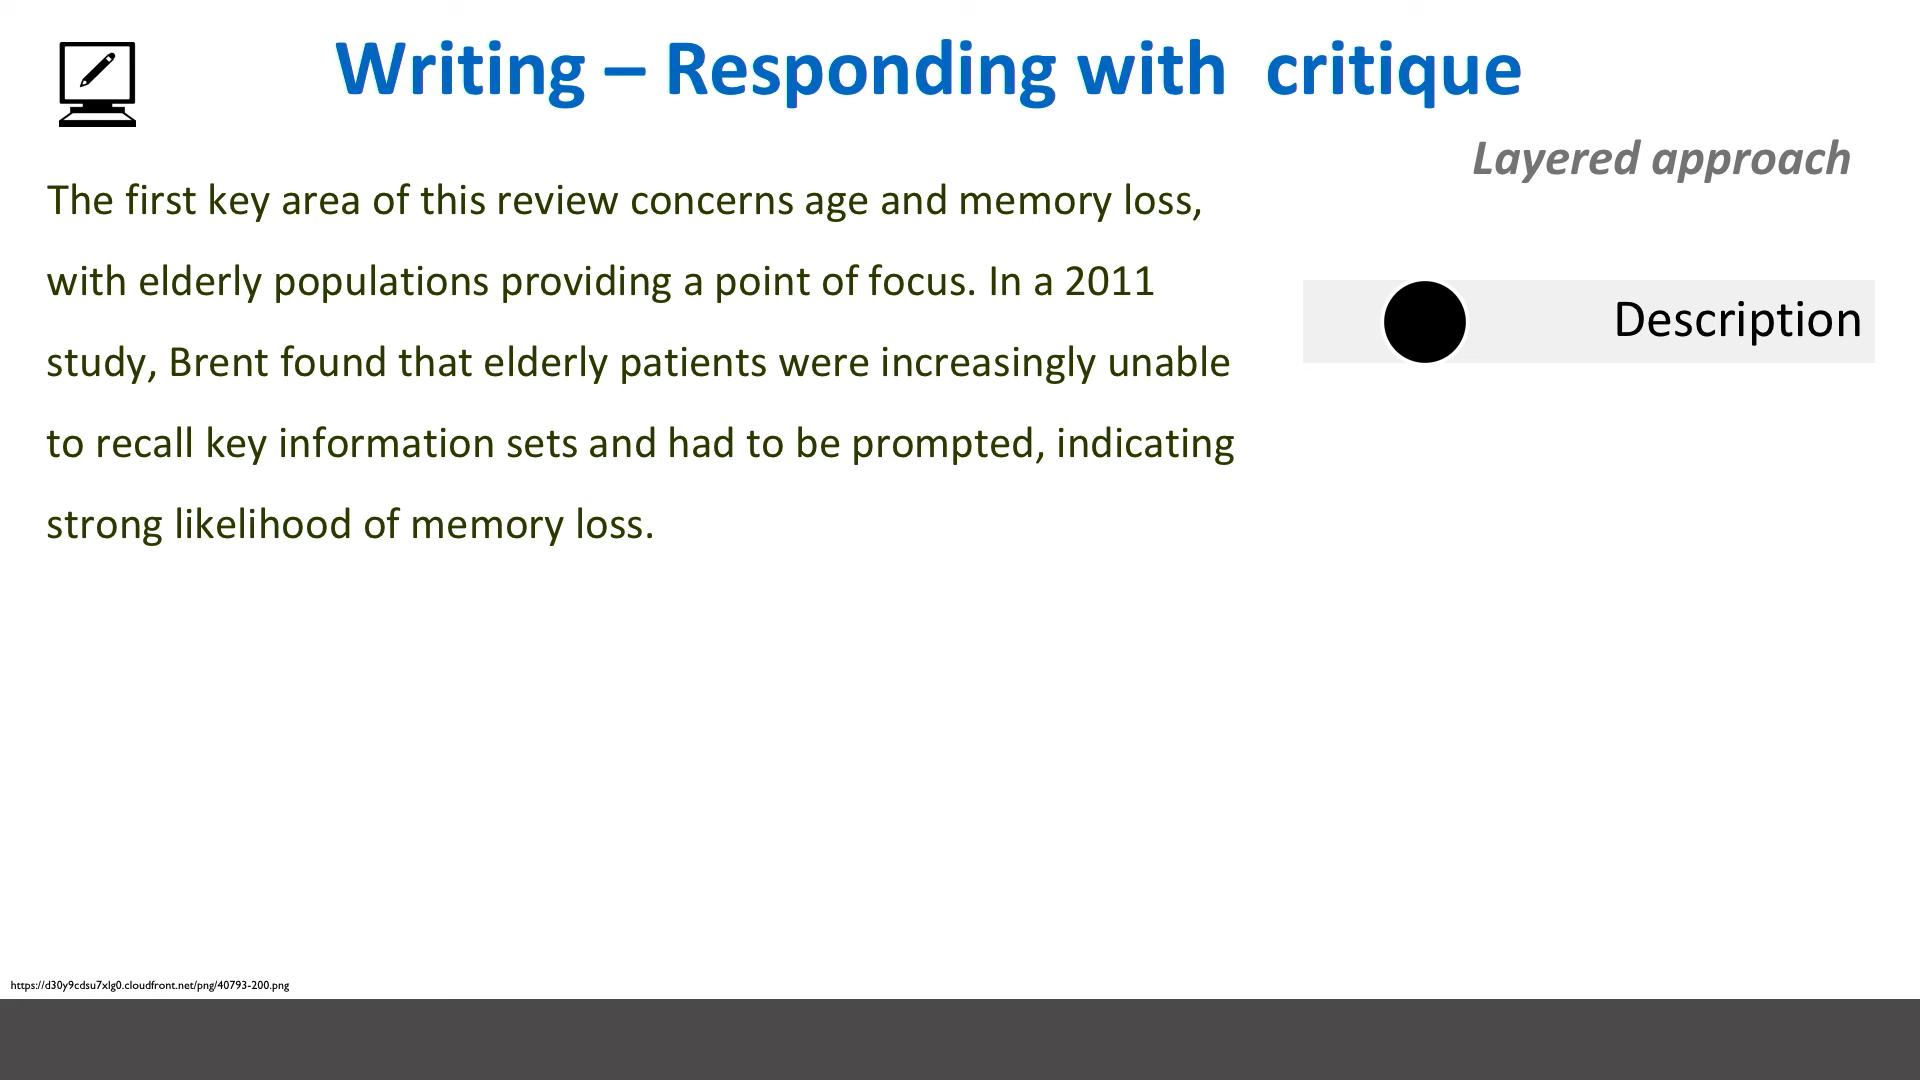 Writing – Responding with critique
Layered approach
The first key area of this review concerns age and memory loss,
with elderly populations providing a point of focus. In a 2011
study, Brent found that elderly patients were increasingly unable
to recall key information sets and had to be prompted, indicating
strong likelihood of memory loss.
Description
https://d30y9cdsu7xlg0.cloudfront.net/png/40793-200.png